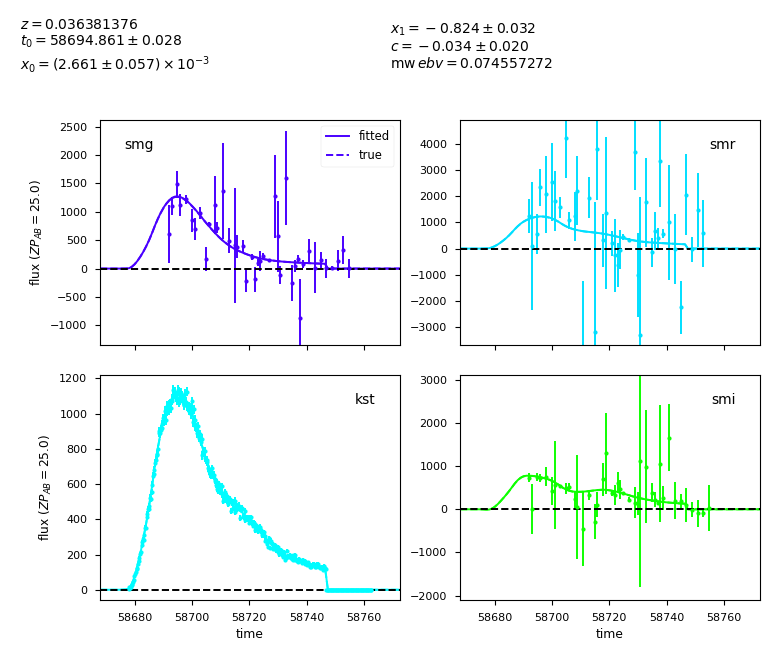 z = 0.036381376
t₀ = 58694.861 ± 0.028
x₀ = (2.661 ± 0.057) × 10⁻³
x₁ = −0.824 ± 0.032
c = −0.034 ± 0.020
mw ebv = 0.074557272
smg
fitted
true
2500
2000
1500
1000
500
0
−500
−1000
flux (ZP_AB = 25.0)
smr
4000
3000
2000
1000
0
−1000
−2000
−3000
kst
1200
1000
800
600
400
200
0
flux (ZP_AB = 25.0)
58680 58700 58720 58740 58760
time
smi
3000
2000
1000
0
−1000
−2000
58680 58700 58720 58740 58760
time